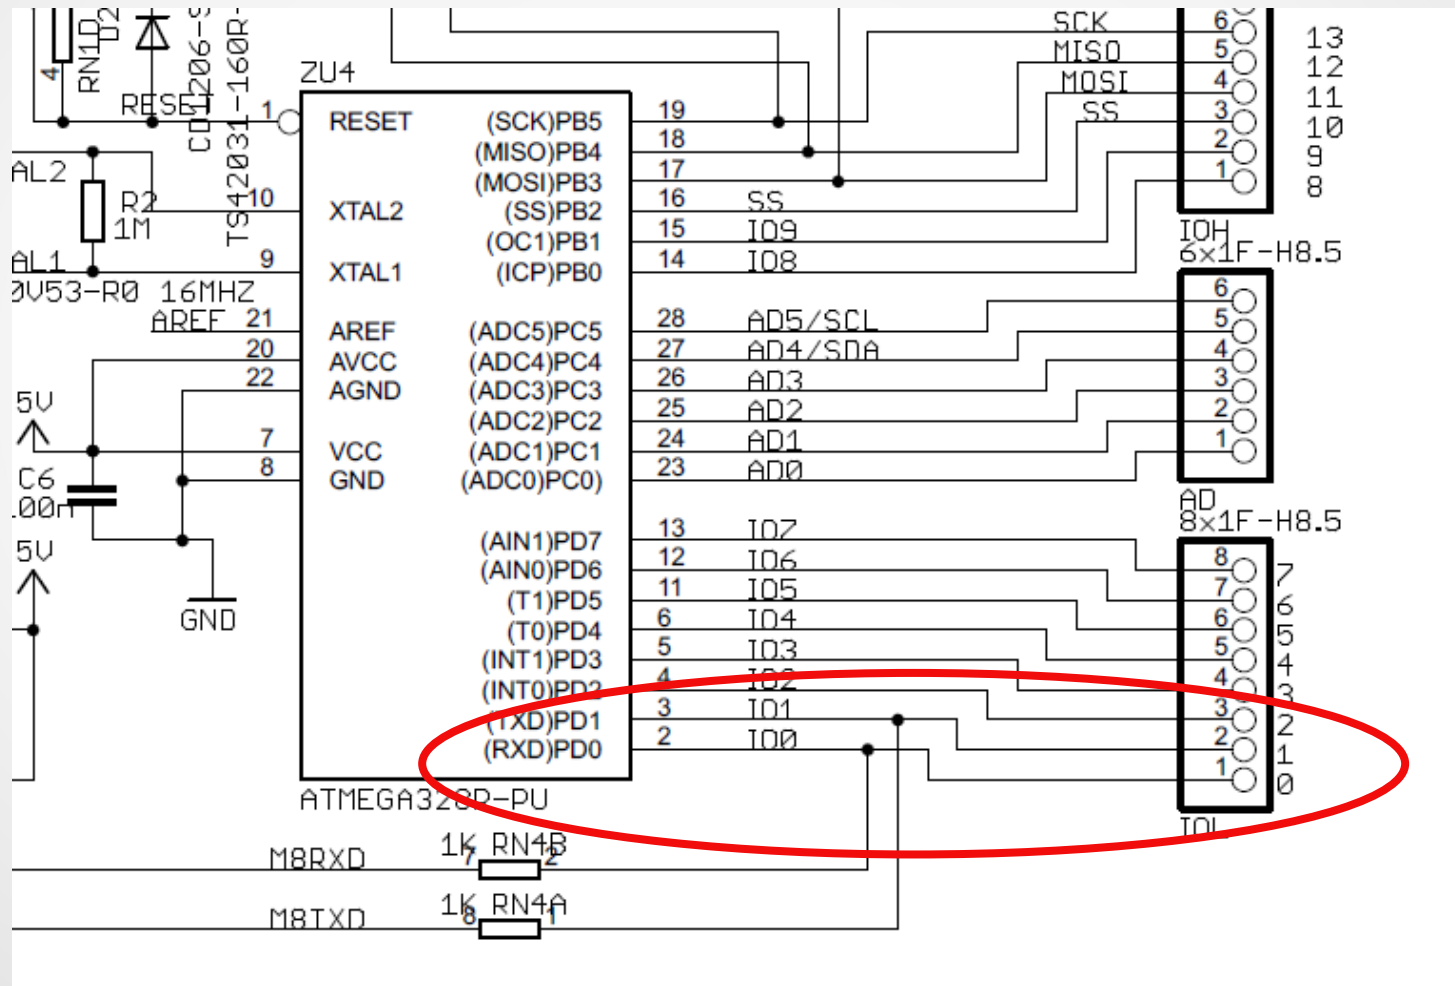 SCK
6
13
MISO
5
12
MOSI
4
11
SS
3
10
2
9
1
8
IOH
6x1F-H8.5
4
RN1D
D2
TS42031-160R-
RESET
ZU4
1
RESET
(SCK)PB5
19
(MISO)PB4
18
(MOSI)PB3
17
AL2
R2
1M
10
XTAL2
(SS)PB2
16
SS
(OC1)PB1
15
IO9
AL1
9
XTAL1
(ICP)PB0
14
IO8
16MHZ
AREF
21
AREF
(ADC5)PC5
28
AD5/SCL
20
AVCC
(ADC4)PC4
27
AD4/SDA
22
AGND
(ADC3)PC3
26
AD3
(ADC2)PC2
25
AD2
5V
7
VCC
(ADC1)PC1
24
AD1
8
GND
(ADC0)PC0)
23
AD0
6
5
4
3
2
1
AD
8x1F-H8.5
C6
00n
5V
GND
(AIN1)PD7
13
IO7
8
7
(AIN0)PD6
12
IO6
7
6
(T1)PD5
11
IO5
6
5
(T0)PD4
6
IO4
5
4
(INT1)PD3
5
IO3
4
3
(INT0)PD2
4
IO2
3
2
(TXD)PD1
3
IO1
2
1
(RXD)PD0
2
IO0
1
0
IOL
ATMEGA328P-PU
M8RXD
1K RN4B
7
2
M8TXD
1K RN4A
8
1